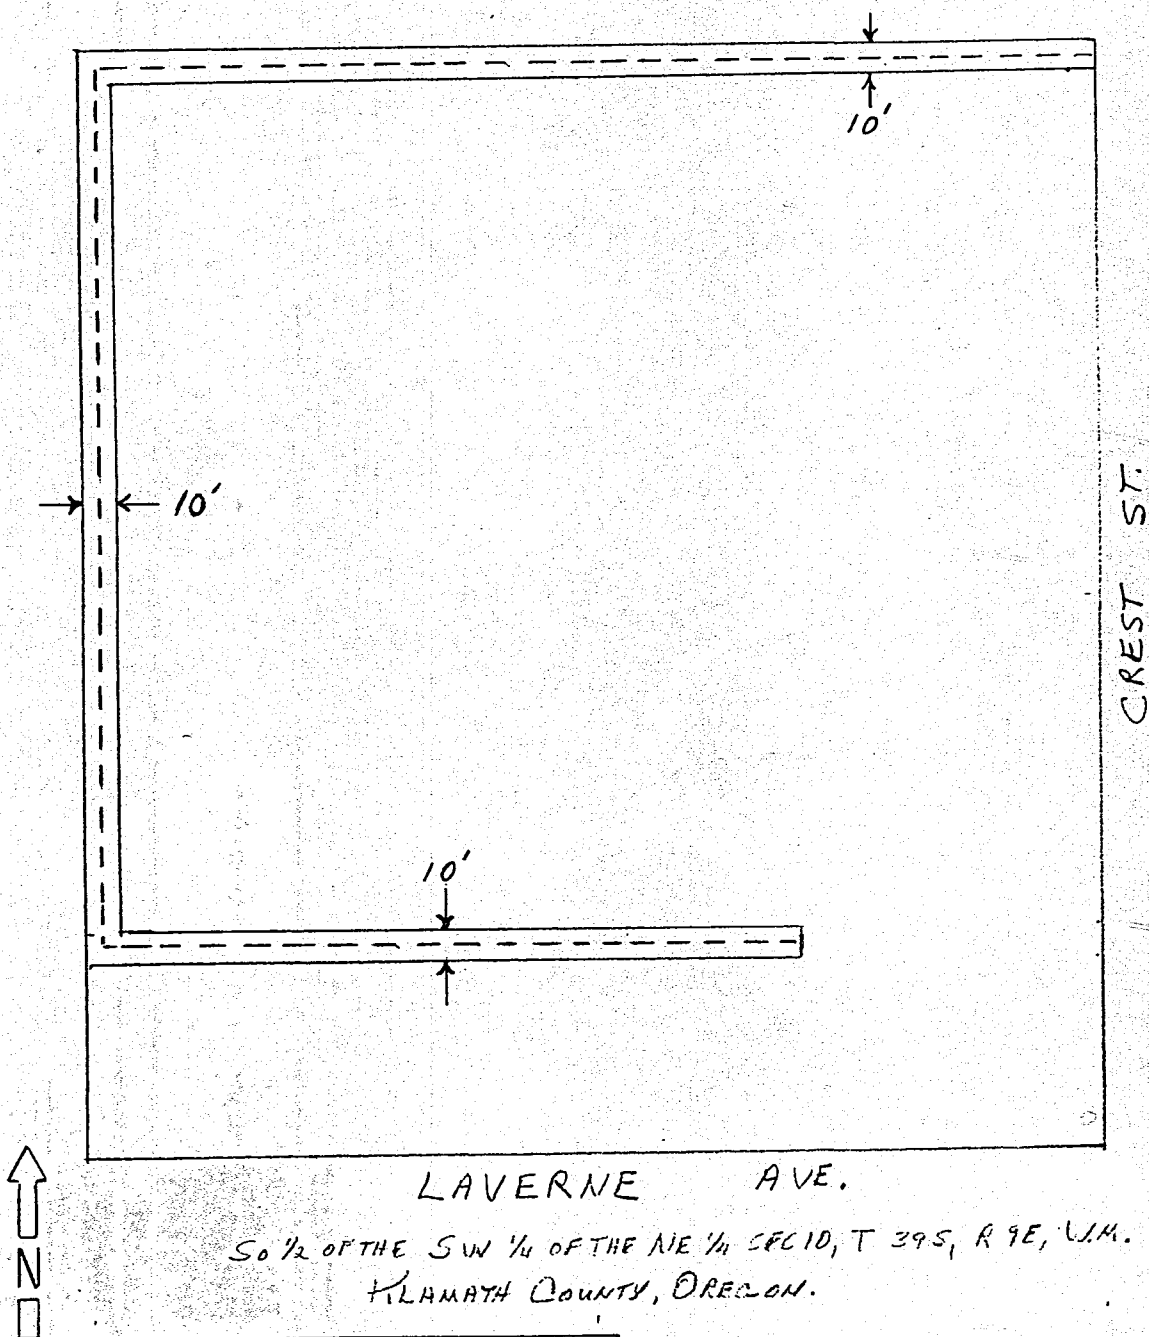 10'
10'
CREST ST.
10'
LAVERNE AVE.
N
SO 1/2 OF THE SW 1/4 OF THE NE 1/4 SEC 10, T 39S, R 9E, W.M.
KLAMATH COUNTY, OREGON.